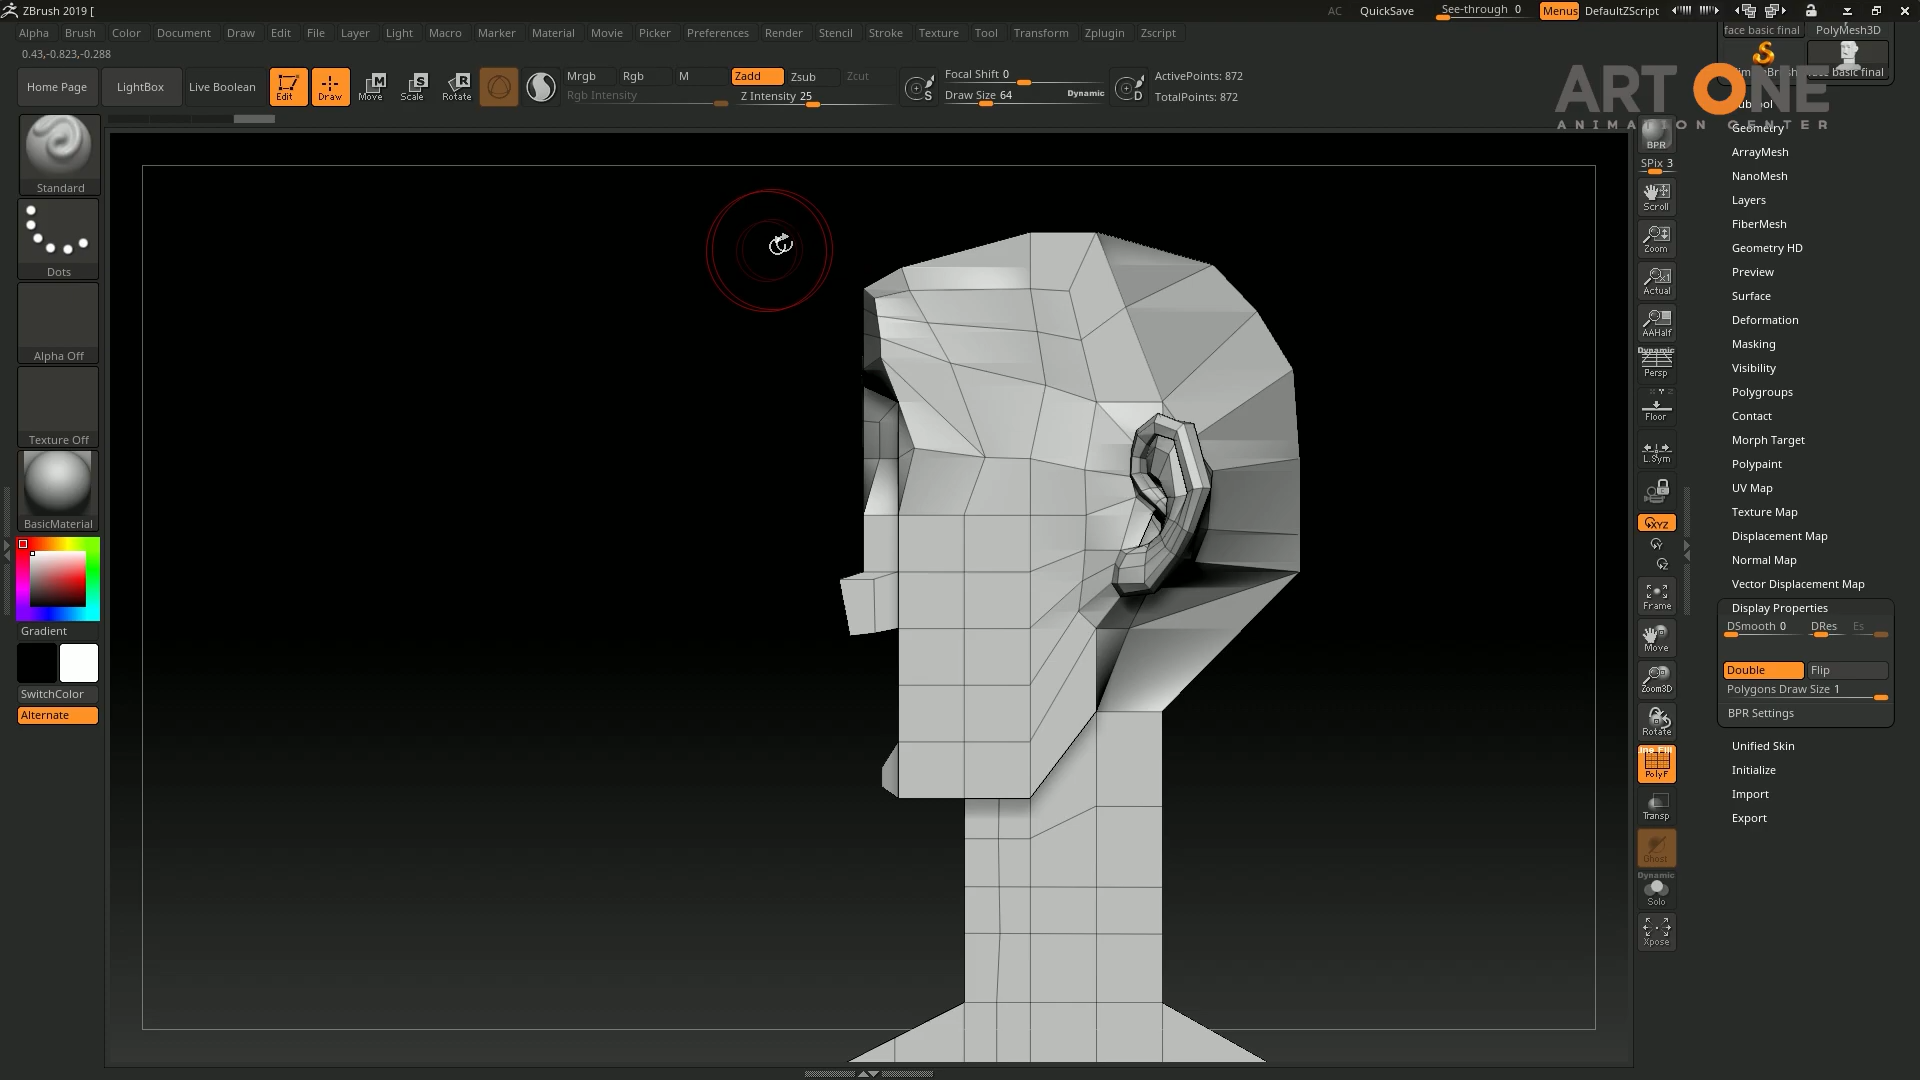 ZBrush 2019 [
AC
QuickSave
See-through 0
Menus
DefaultZScript
Alpha
Brush
Color
Document
Draw
Edit
File
Layer
Light
Macro
Marker
Material
Movie
Picker
Preferences
Render
Stencil
Stroke
Texture
Tool
Transform
Zplugin
Zscript
0.43,-0.823,-0.288
Home Page
LightBox
Live Boolean
Edit
Draw
Move
Scale
Rotate
Mrgb
Rgb
M
Rgb Intensity
Zadd
Zsub
Zcut
Z Intensity 25
Focal Shift 0
Draw Size 64
Dynamic
ActivePoints: 872
TotalPoints: 872
Standard
Dots
Alpha Off
Texture Off
BasicMaterial
Gradient
SwitchColor
Alternate
BPR
SPix 3
Scroll
Zoom
Actual
AAHalf
Dynamic
Persp
Floor
L.Sym
XYZ
Frame
Move
Zoom3D
Rotate
PolyF
Transp
Ghost
Dynamic
Solo
Xpose
face basic final
PolyMesh3D
ART ONE
ANIMATION CENTER
Geometry
ArrayMesh
NanoMesh
Layers
FiberMesh
Geometry HD
Preview
Surface
Deformation
Masking
Visibility
Polygroups
Contact
Morph Target
Polypaint
UV Map
Texture Map
Displacement Map
Normal Map
Vector Displacement Map
Display Properties
DSmooth 0
DRes
Es
Double
Flip
Polygons Draw Size 1
BPR Settings
Unified Skin
Initialize
Import
Export